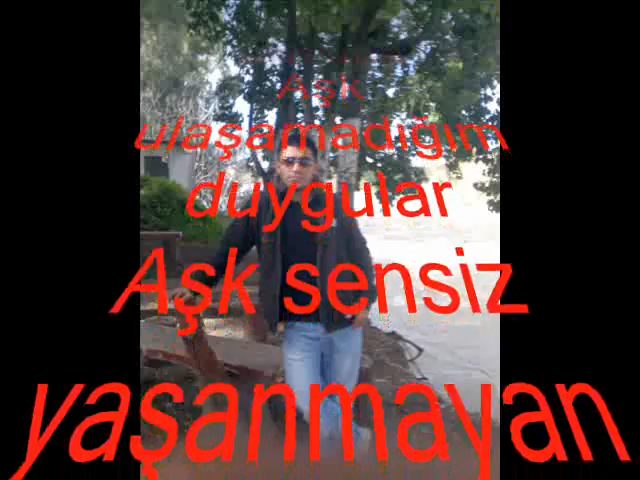 Aşk
ulaşamadığım
duygular
Aşk sensiz
yaşanmayan